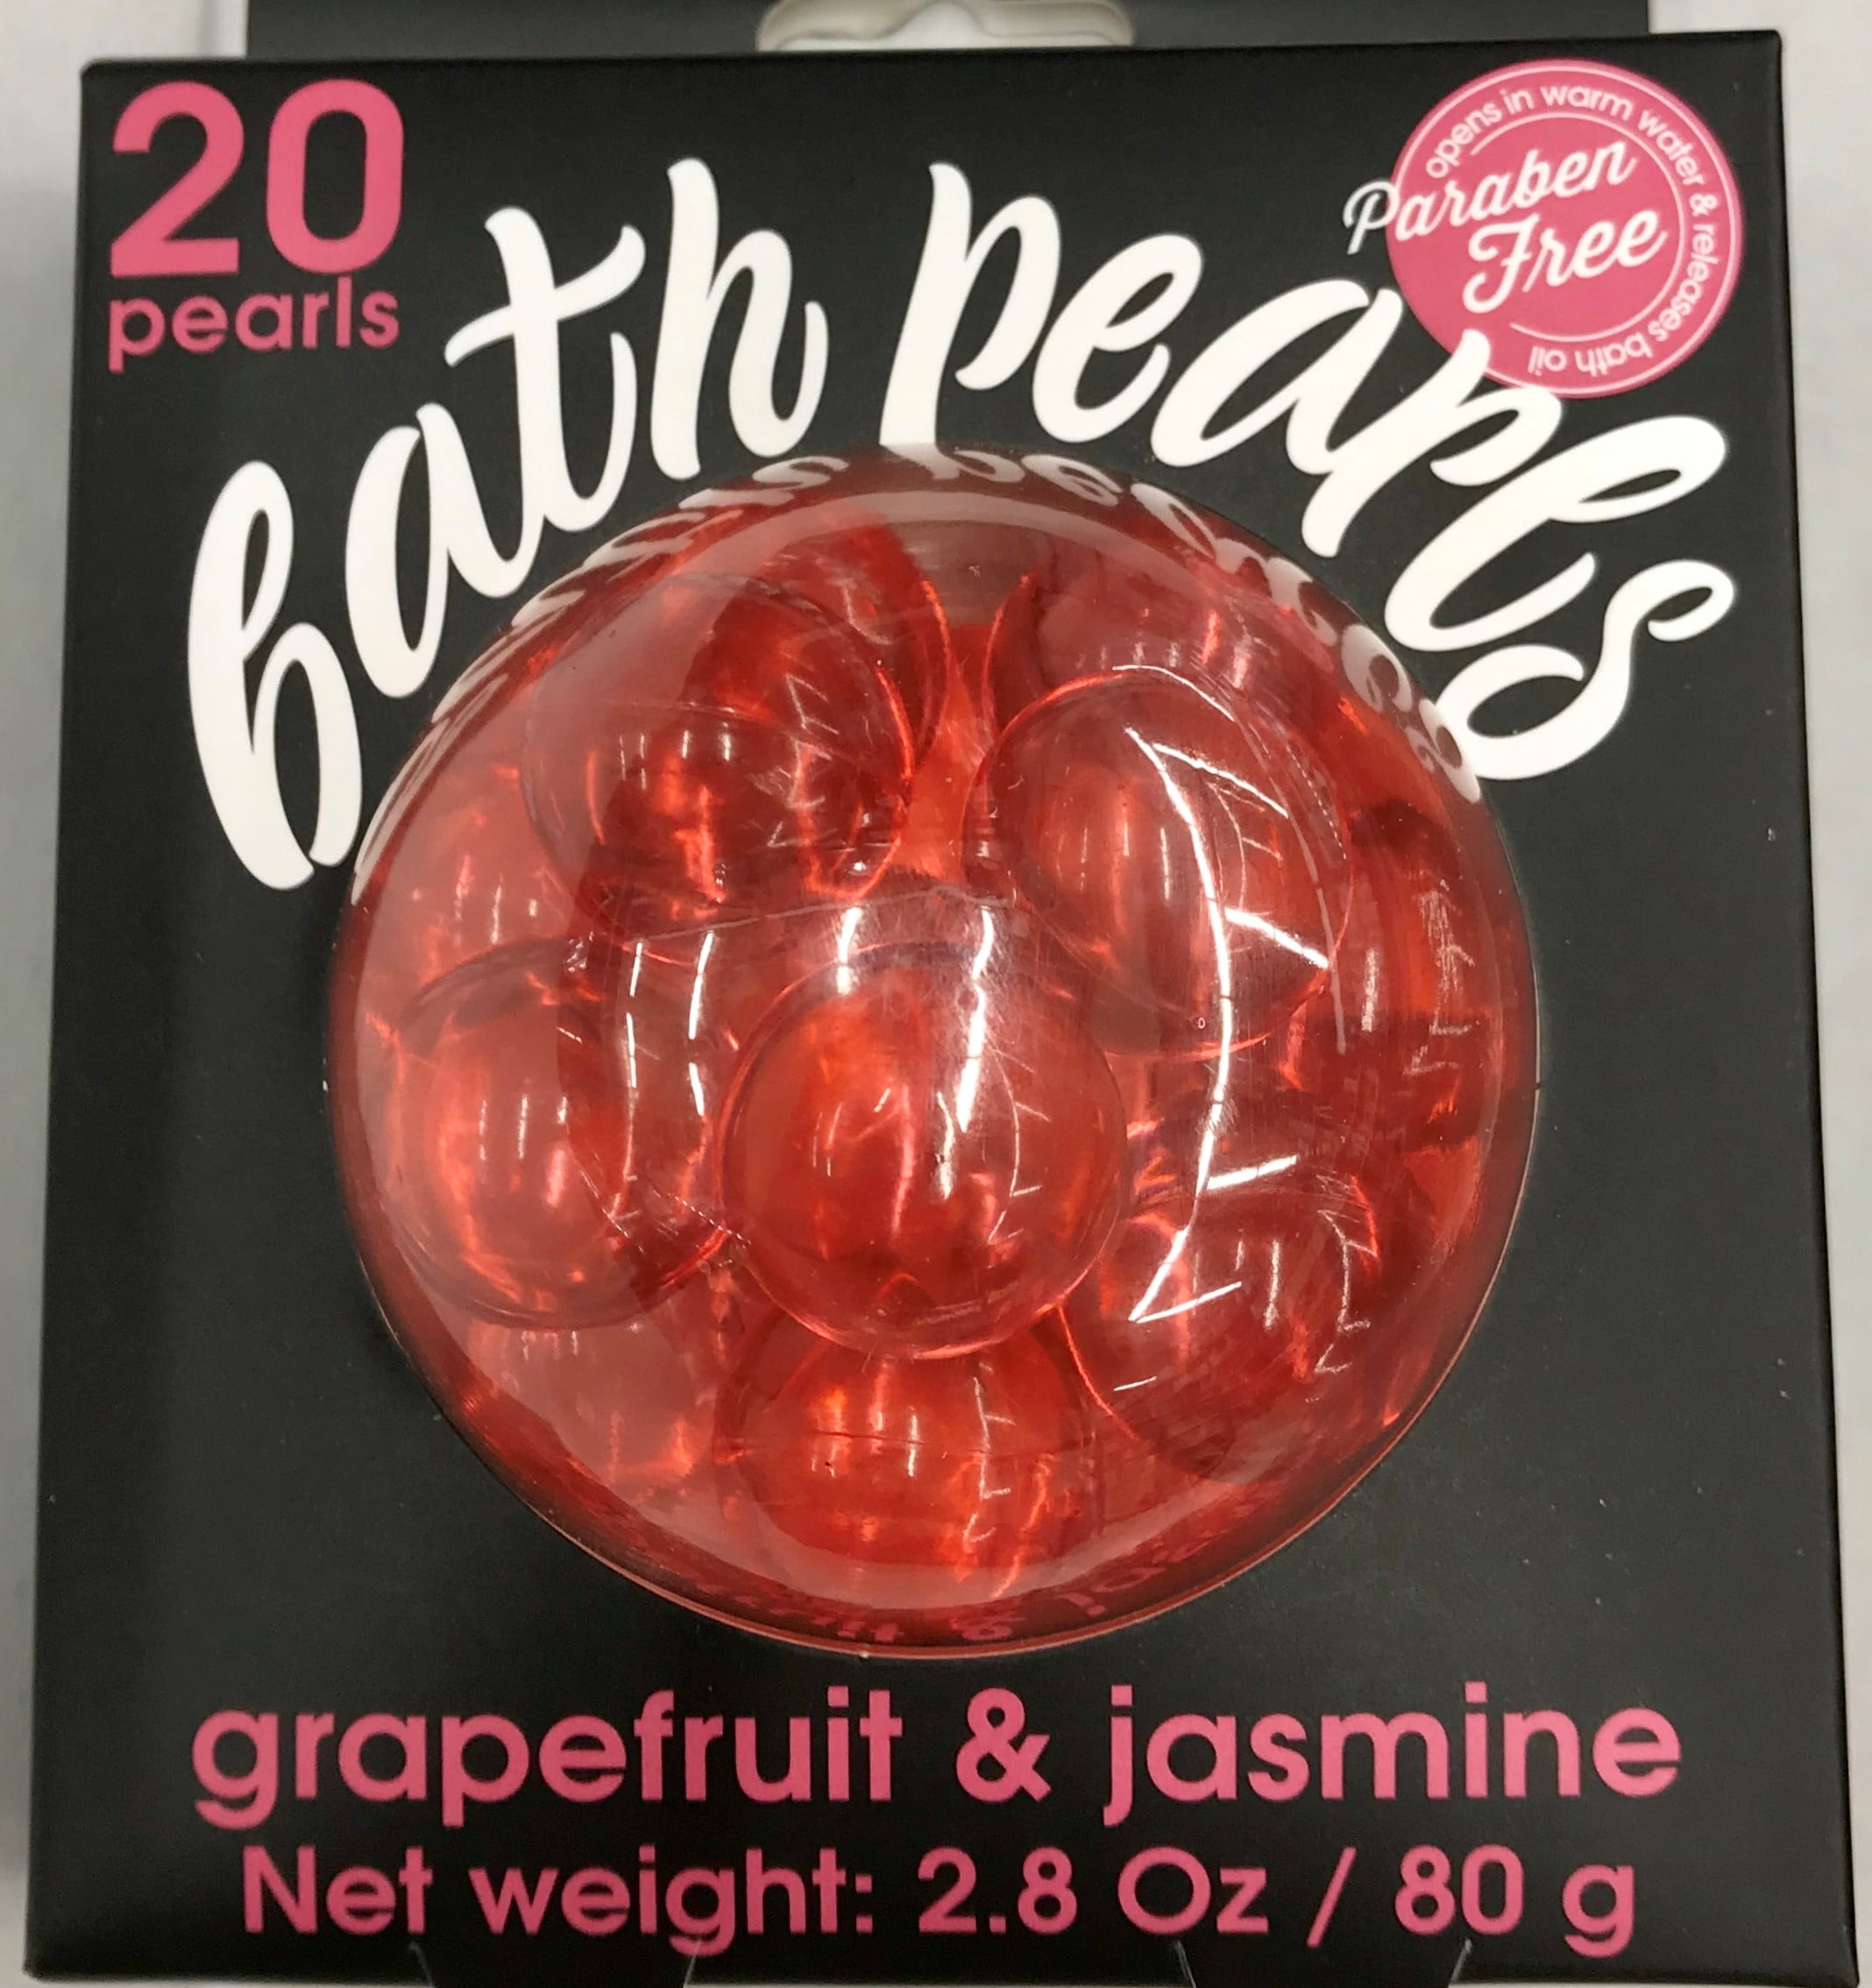 20
pearls
bath pearls
opens in warm water & releases bath oil
Paraben
Free
grapefruit & jasmine
Net weight: 2.8 Oz / 80 g